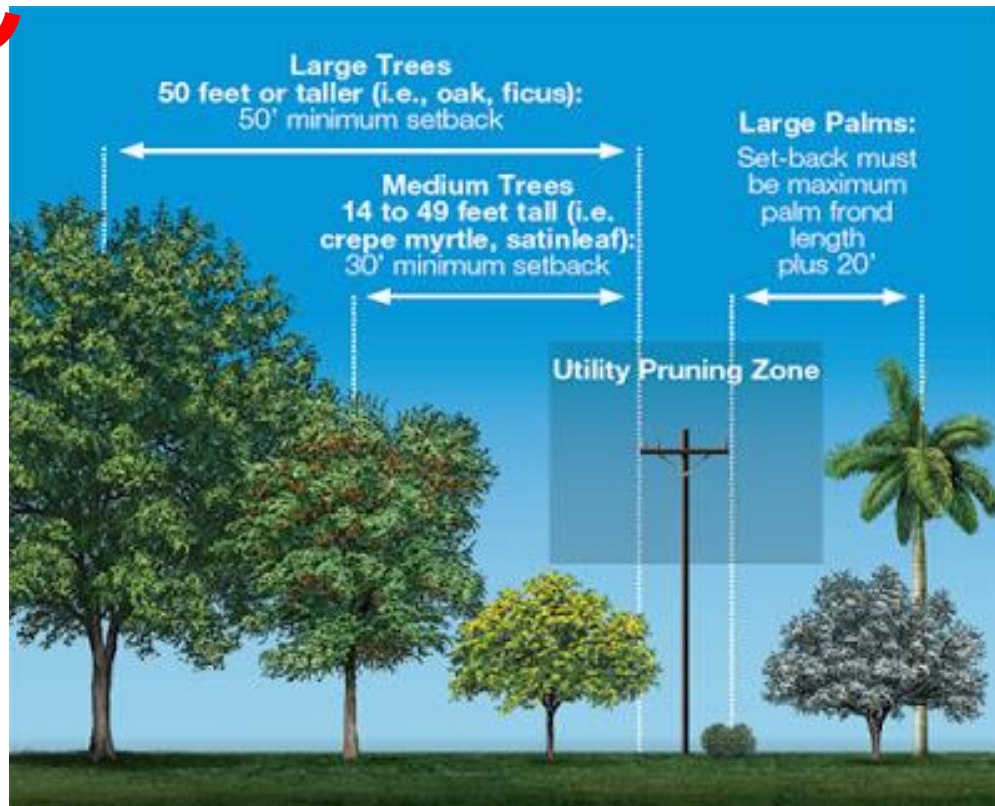 Large Trees
50 feet or taller (i.e., oak, ficus):
50' minimum setback
Medium Trees
14 to 49 feet tall (i.e.
crepe myrtle, satinleaf):
30' minimum setback
Large Palms:
Set-back must
be maximum
palm frond
length
plus 20'
Utility Pruning Zone